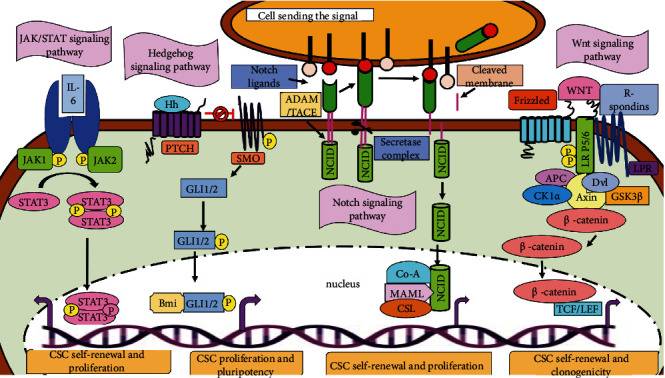 Cell sending the signal
JAK/STAT signaling
pathway
Hedgehog
signaling pathway
Wnt signaling
pathway
Notch
ligands
Cleaved
membrane
IL-
6
Hh
ADAM
/TACE
Frizzled
WNT
R-
spondins
PTCH
P
SMO
Secretase
complex
NCID
NCID
NCID
JAK1
P
P
JAK2
P
P
LR P5/6
LPR
APC
Dvl
CK1α
Axin
GSK3β
STAT3
STAT3
P
P
STAT3
GLI1/2
Notch signaling
pathway
NCID
β -catenin
β -catenin
GLI1/2
P
nucleus
Co-A
MAML
CSL
NCID
β -catenin
TCF/LEF
STAT3
P
P
STAT3
Bmi
GLI1/2
P
CSC self-renewal and
proliferation
CSC proliferation and
pluripotency
CSC self-renewal and proliferation
CSC self-renewal and
clonogenicity